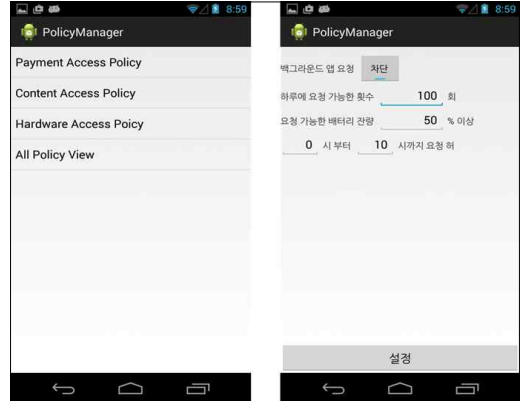 8:59
PolicyManager
Payment Access Policy
Content Access Policy
Hardware Access Poicy
All Policy View
8:59
PolicyManager
백그라운드 앱 요청 차단
하루에 요청 가능한 횟수 100 회
요청 가능한 배터리 잔량 50 % 이상
0 시 부터 10 시까지 요청 허
설정